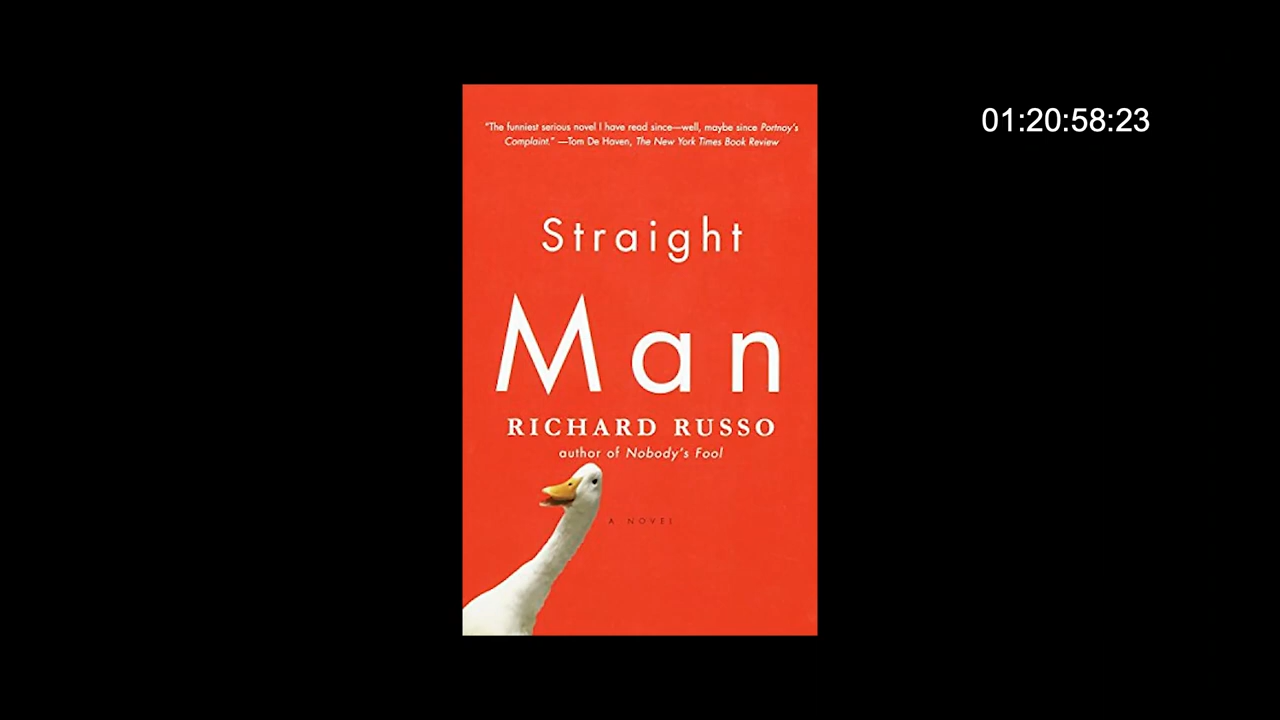 01:20:58:23
“The funniest serious novel I have read since—well, maybe since Portnoy’s
Complaint.” —Tom De Haven, The New York Times Book Review
Straight
Man
RICHARD RUSSO
author of Nobody’s Fool
A NOVEL